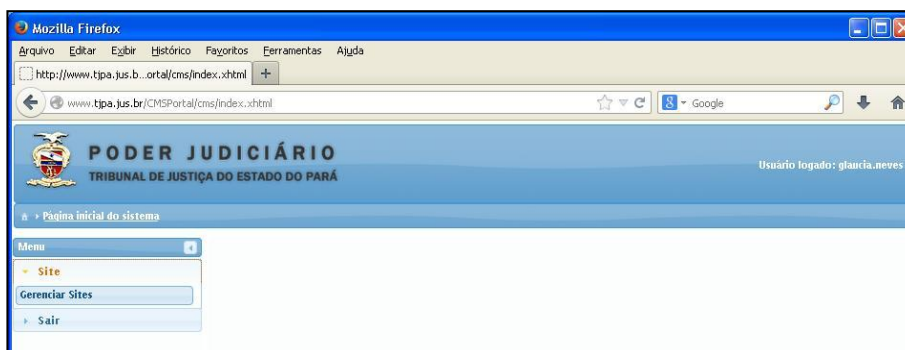 Mozilla Firefox
Arquivo Editar Exibir Histórico Favoritos Ferramentas Ajuda
http://www.tjpa.jus.b...ortal/cms/index.xhtml +
www.tjpa.jus.br/CMSPortal/cms/index.xhtml 8 Google
PODER JUDICIÁRIO
TRIBUNAL DE JUSTIÇA DO ESTADO DO PARÁ
Usuário logado: glaucia.neves
Página inicial do sistema
Menu
Site
Gerenciar Sites
Sair